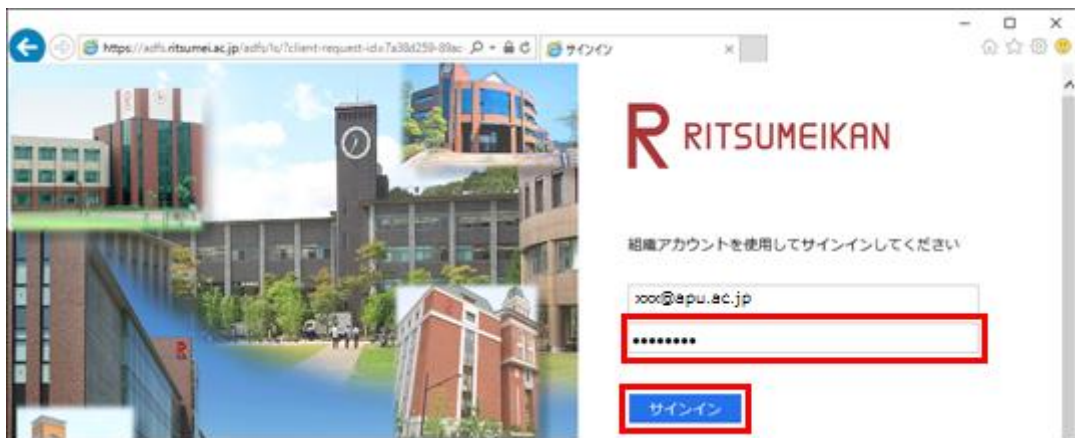 https://adfs.ritsumei.ac.jp/adfs/ls/?client-request-id=7a38d259-89ac
サインイン
R RITSUMEIKAN
組織アカウントを使用してサインインしてください
xxx@apu.ac.jp
••••••••
サインイン